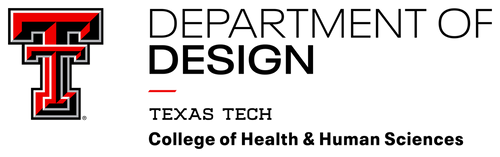 DEPARTMENT OF
DESIGN
TEXAS TECH
College of Health & Human Sciences